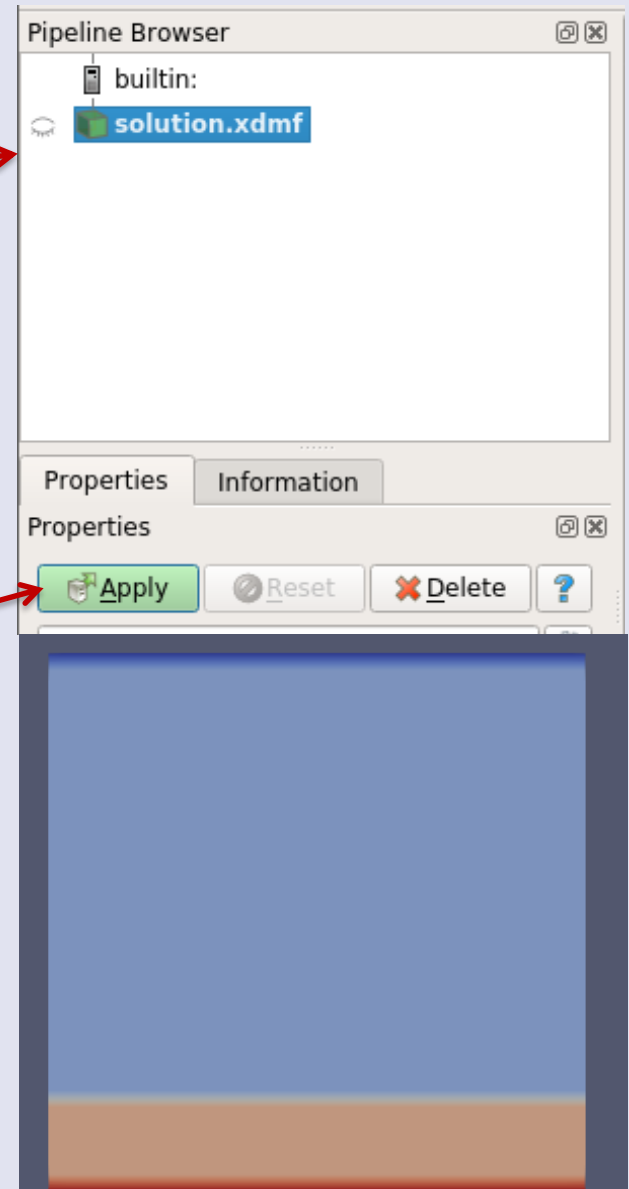 Pipeline Browser
builtin:
solution.xdmf
Properties Information
Properties
Apply Reset Delete ?